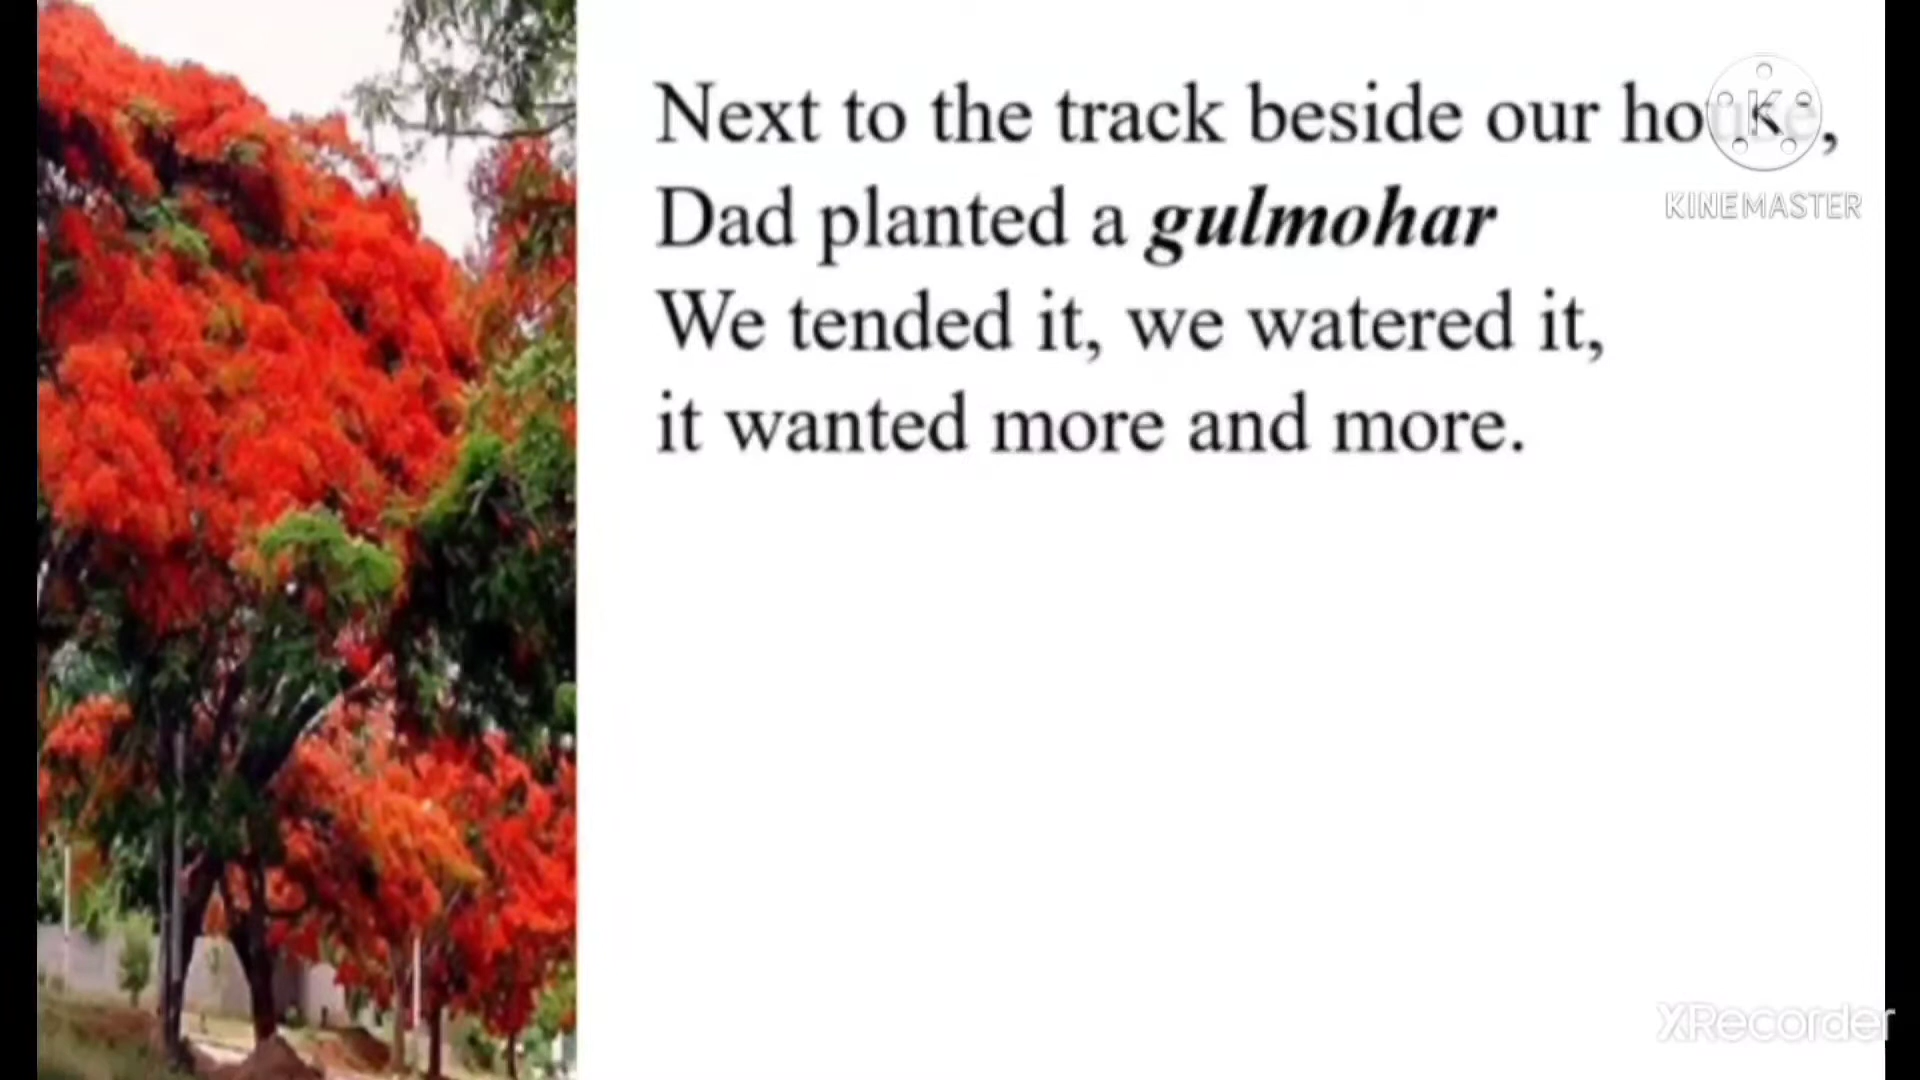 Next to the track beside our house,
Dad planted a gulmohar
We tended it, we watered it,
it wanted more and more.
K
KINEMASTER
XRecorder